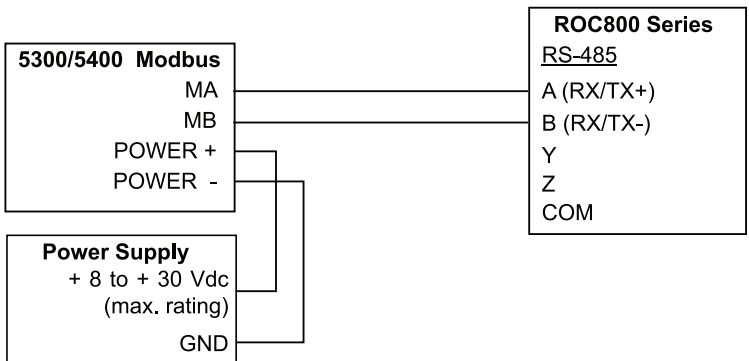 5300/5400 Modbus
MA
MB
POWER +
POWER -
Power Supply
+ 8 to + 30 Vdc
(max. rating)
GND
ROC800 Series
RS-485
A (RX/TX+)
B (RX/TX-)
Y
Z
COM